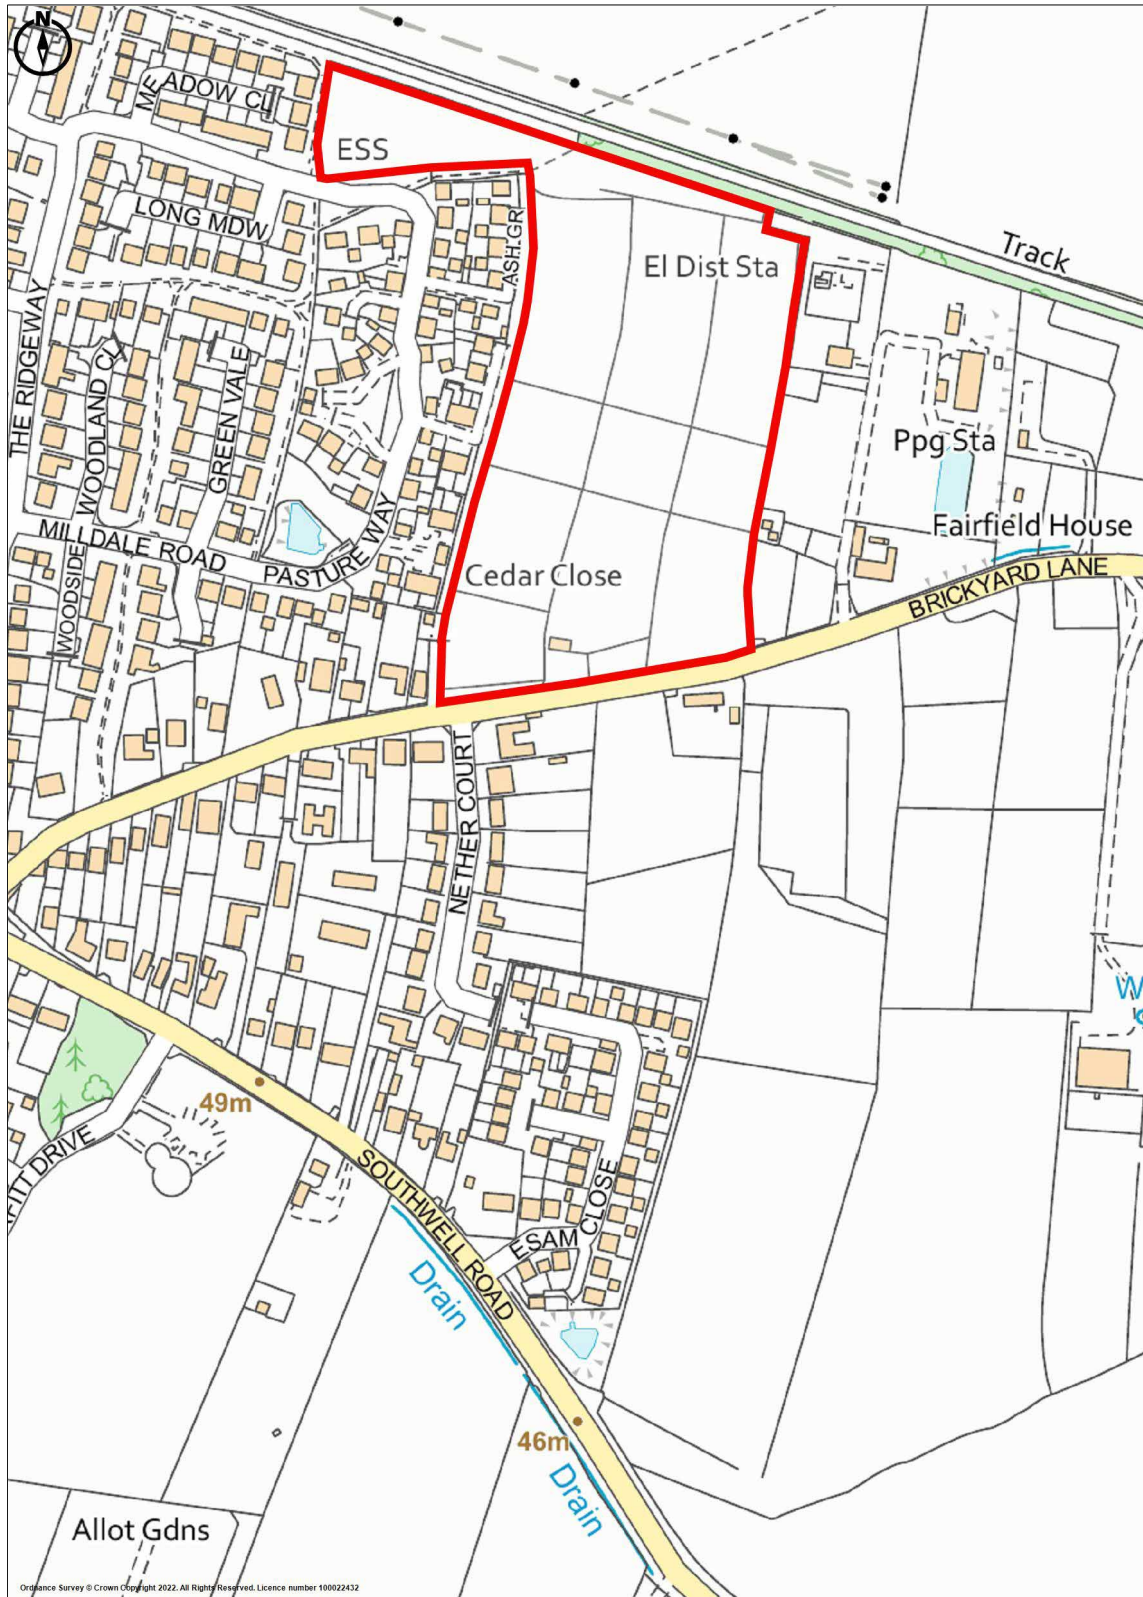 N
MEADOW CL
ESS
LONG MDW
ASH GR
El Dist Sta
Track
THE RIDGEWAY
WOODLAND CL
GREEN VALE
Ppg Sta
Fairfield House
MILLDALE ROAD
PASTURE WAY
WOODSIDE
Cedar Close
BRICKYARD LANE
NETHER COURT
W
49m
DRIVE
SOUTHWELL ROAD
ESAM CLOSE
Drain
46m
Drain
Allot Gdns
Ordnance Survey © Crown Copyright 2022. All Rights Reserved. Licence number 100022432